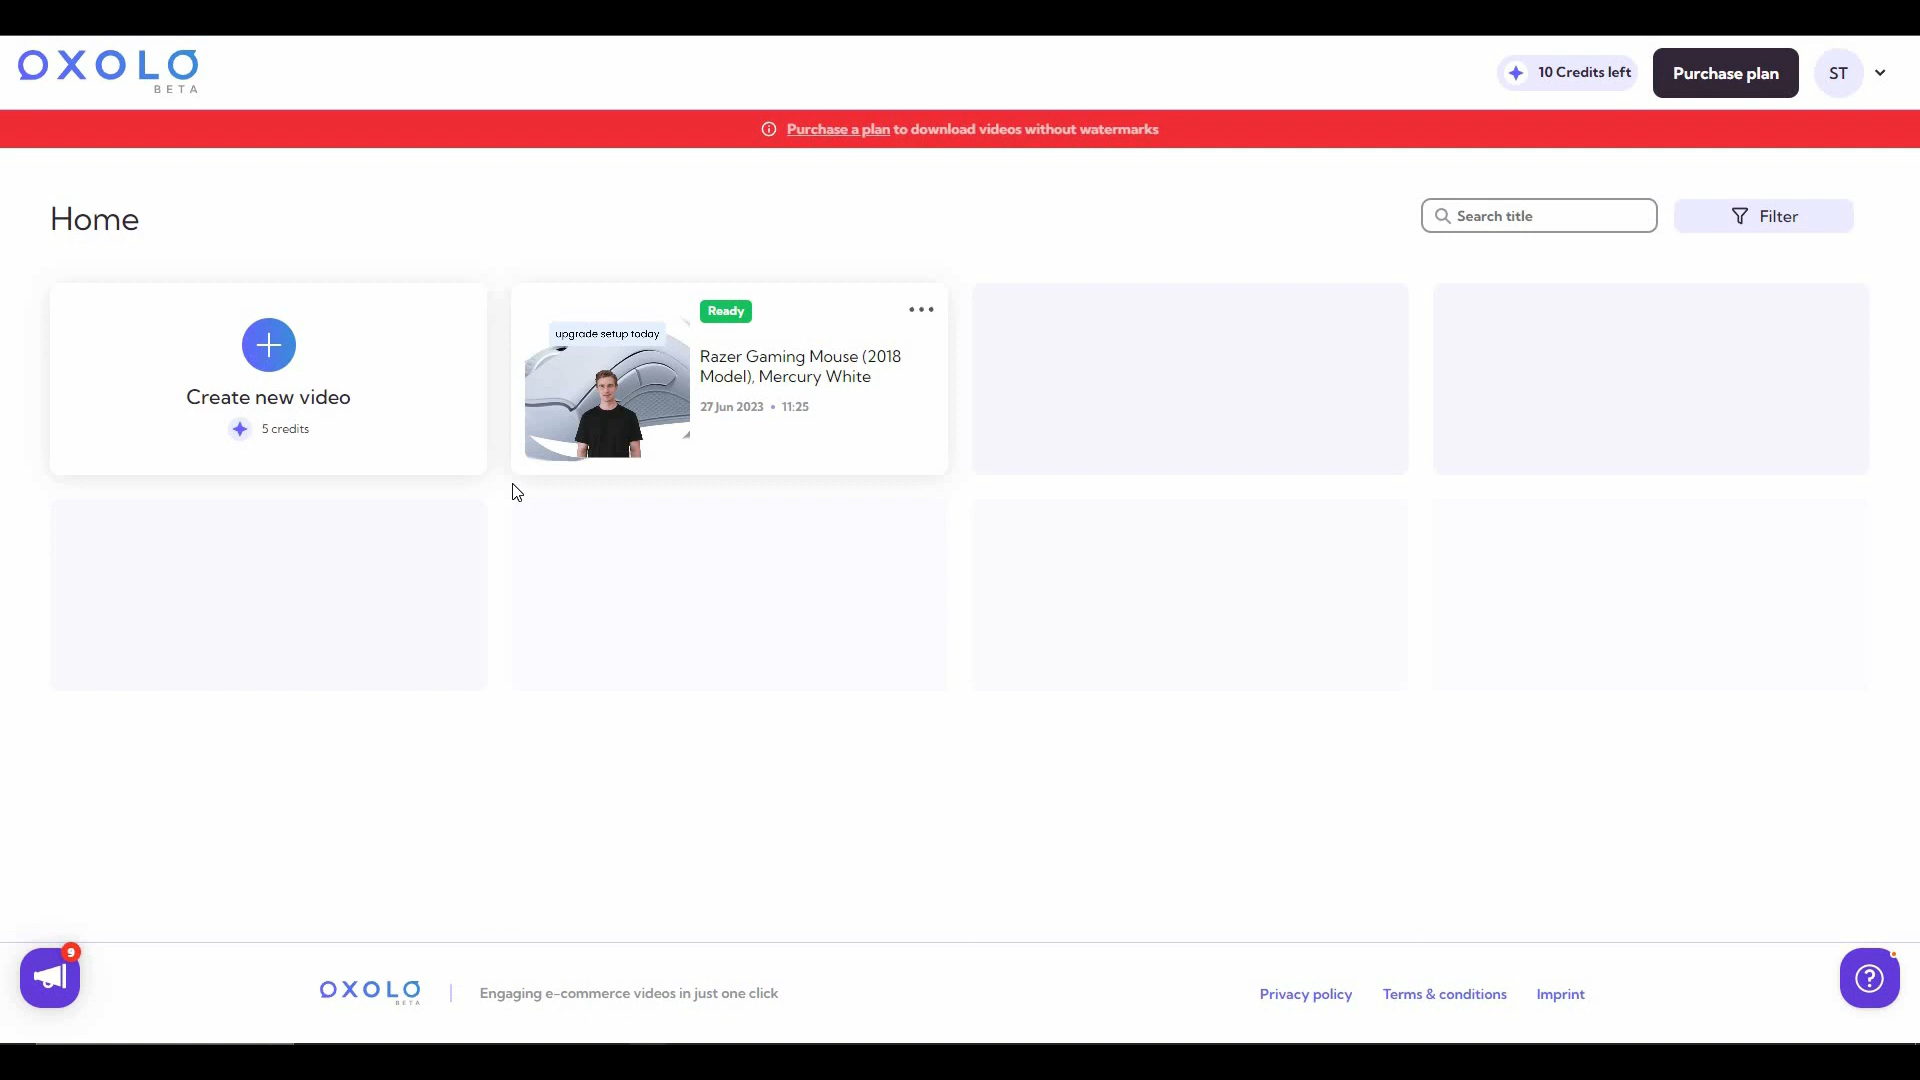 OXOLO
BETA
10 Credits left
Purchase plan
ST
Purchase a plan to download videos without watermarks
Home
Search title
Filter
Create new video
5 credits
upgrade setup today
Ready
Razer Gaming Mouse (2018
Model), Mercury White
27 Jun 2023 • 11:25
9
OXOLO
BETA
Engaging e-commerce videos in just one click
Privacy policy
Terms & conditions
Imprint